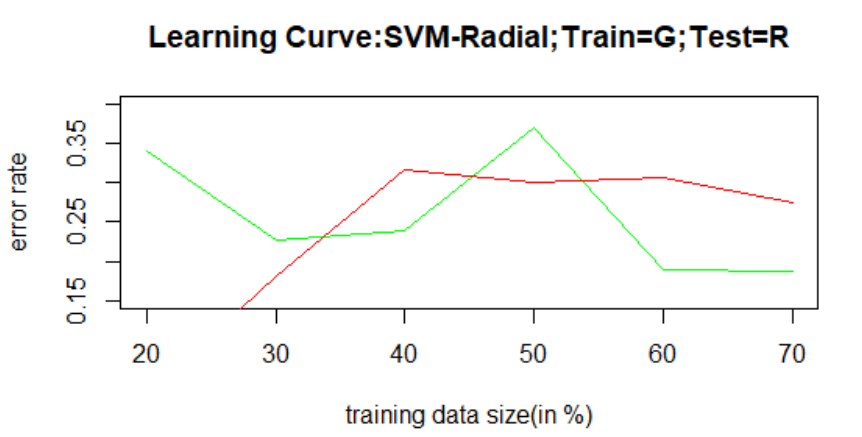 Learning Curve:SVM-Radial;Train=G;Test=R
error rate
0.35
0.25
0.15
20 30 40 50 60 70
training data size(in %)